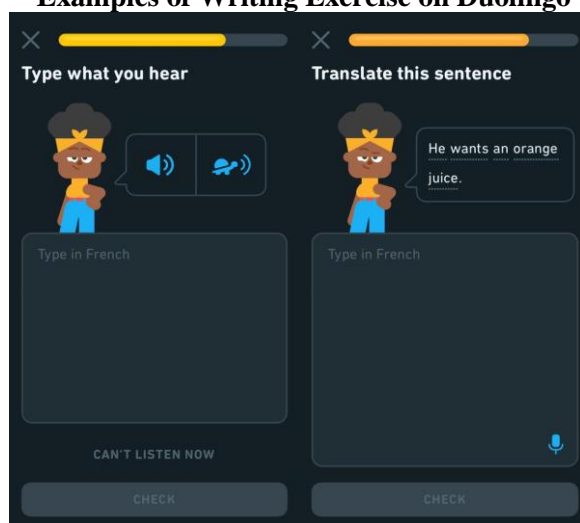 Examples of Writing Exercise on Duolingo
Type what you hear
Type in French
CAN'T LISTEN NOW
CHECK
Translate this sentence
He wants an orange
juice.
Type in French
CHECK